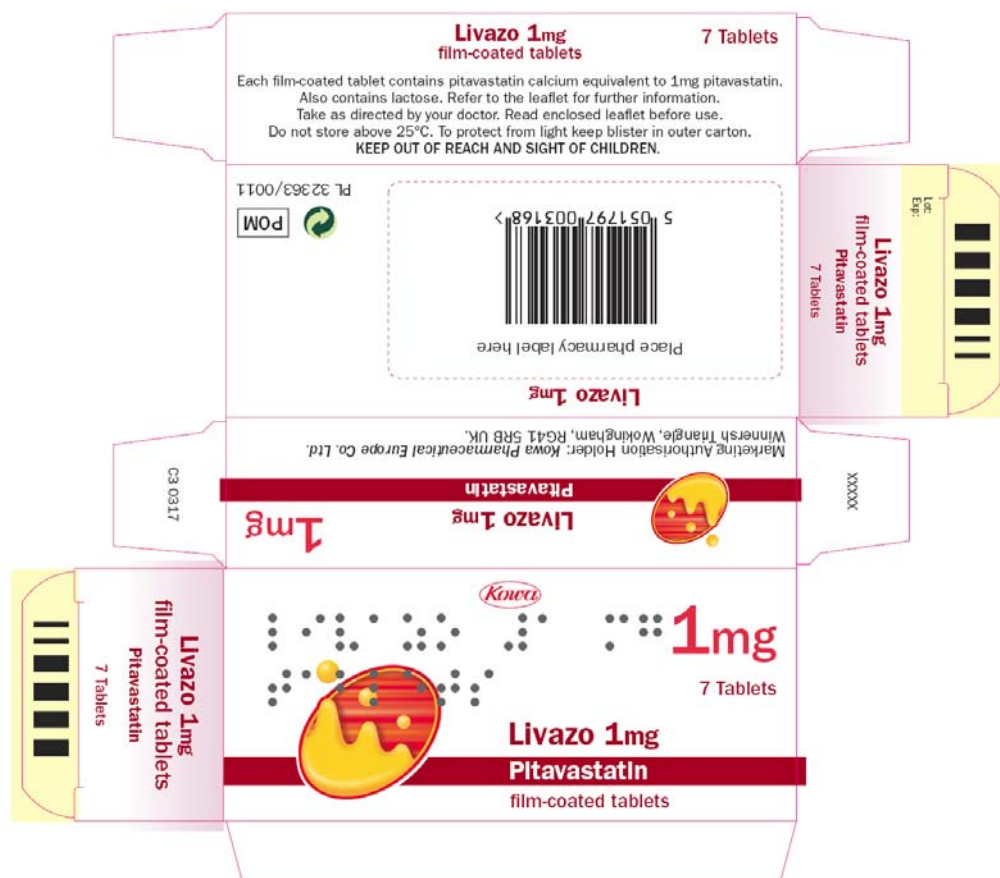 Livazo 1mg
film-coated tablets
7 Tablets
Each film-coated tablet contains pitavastatin calcium equivalent to 1mg pitavastatin.
Also contains lactose. Refer to the leaflet for further information.
Take as directed by your doctor. Read enclosed leaflet before use.
Do not store above 25°C. To protect from light keep blister in outer carton.
KEEP OUT OF REACH AND SIGHT OF CHILDREN.
Livazo 1mg
Place pharmacy label here
5 051797 003168 >
POM
PL 32363/0011
Livazo 1mg
film-coated tablets
Pitavastatin
7 Tablets
Lot:
Exp:
Livazo 1mg
1mg
Pitavastatin
Marketing Authorisation Holder: Kowa Pharmaceutical Europe Co. Ltd.
Winnersh Triangle, Wokingham, RG41 5RB UK.
C3 0317
XXXXX
Livazo 1mg
film-coated tablets
Pitavastatin
7 Tablets
Kowa
1mg
7 Tablets
Livazo 1mg
Pitavastatin
film-coated tablets